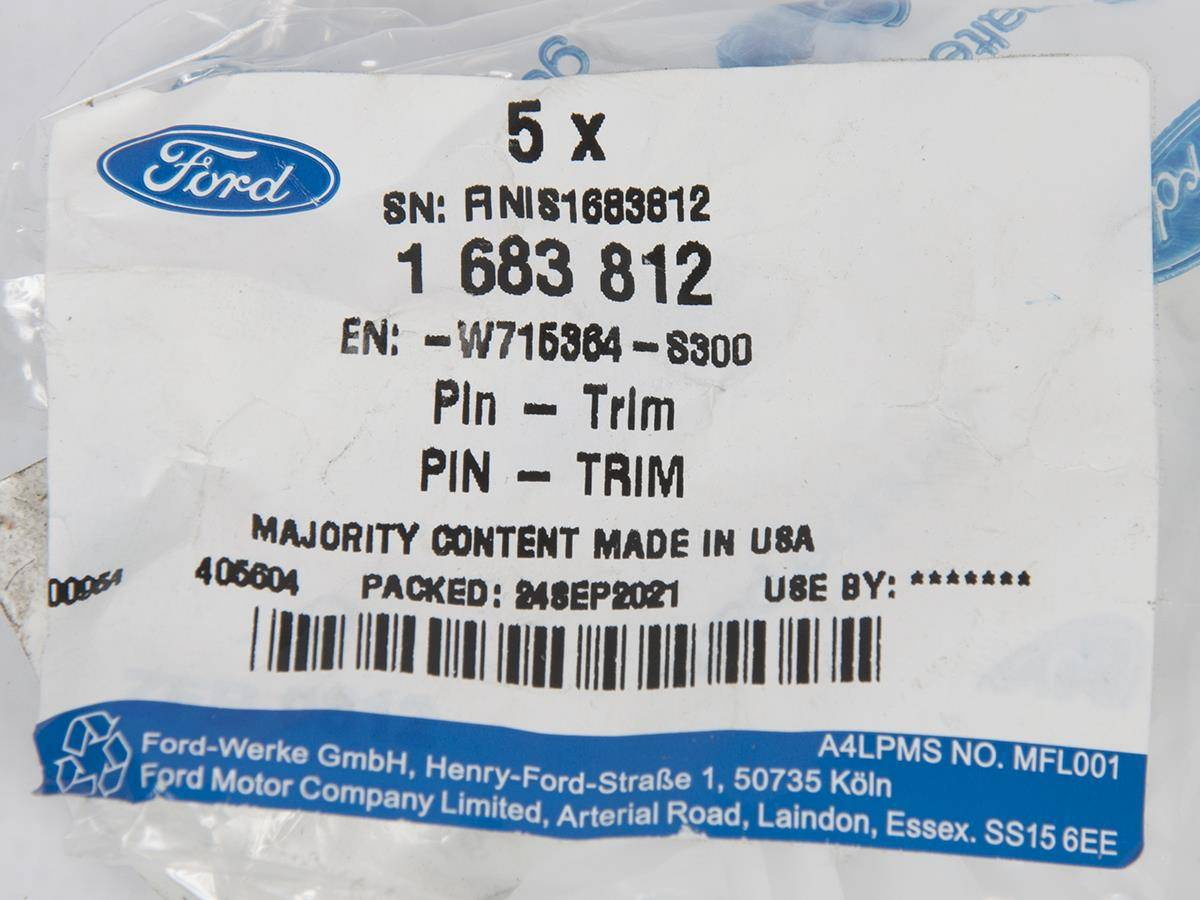 Ford
5 x
SN: FINIS1683812
1 683 812
EN: -W715364-S300
Pin - Trim
PIN - TRIM
MAJORITY CONTENT MADE IN USA
405604 PACKED: 24SEP2021 USE BY: *******
A4LPMS NO. MFL001
Ford-Werke GmbH, Henry-Ford-Straße 1, 50735 Köln
Ford Motor Company Limited, Arterial Road, Laindon, Essex. SS15 6EE